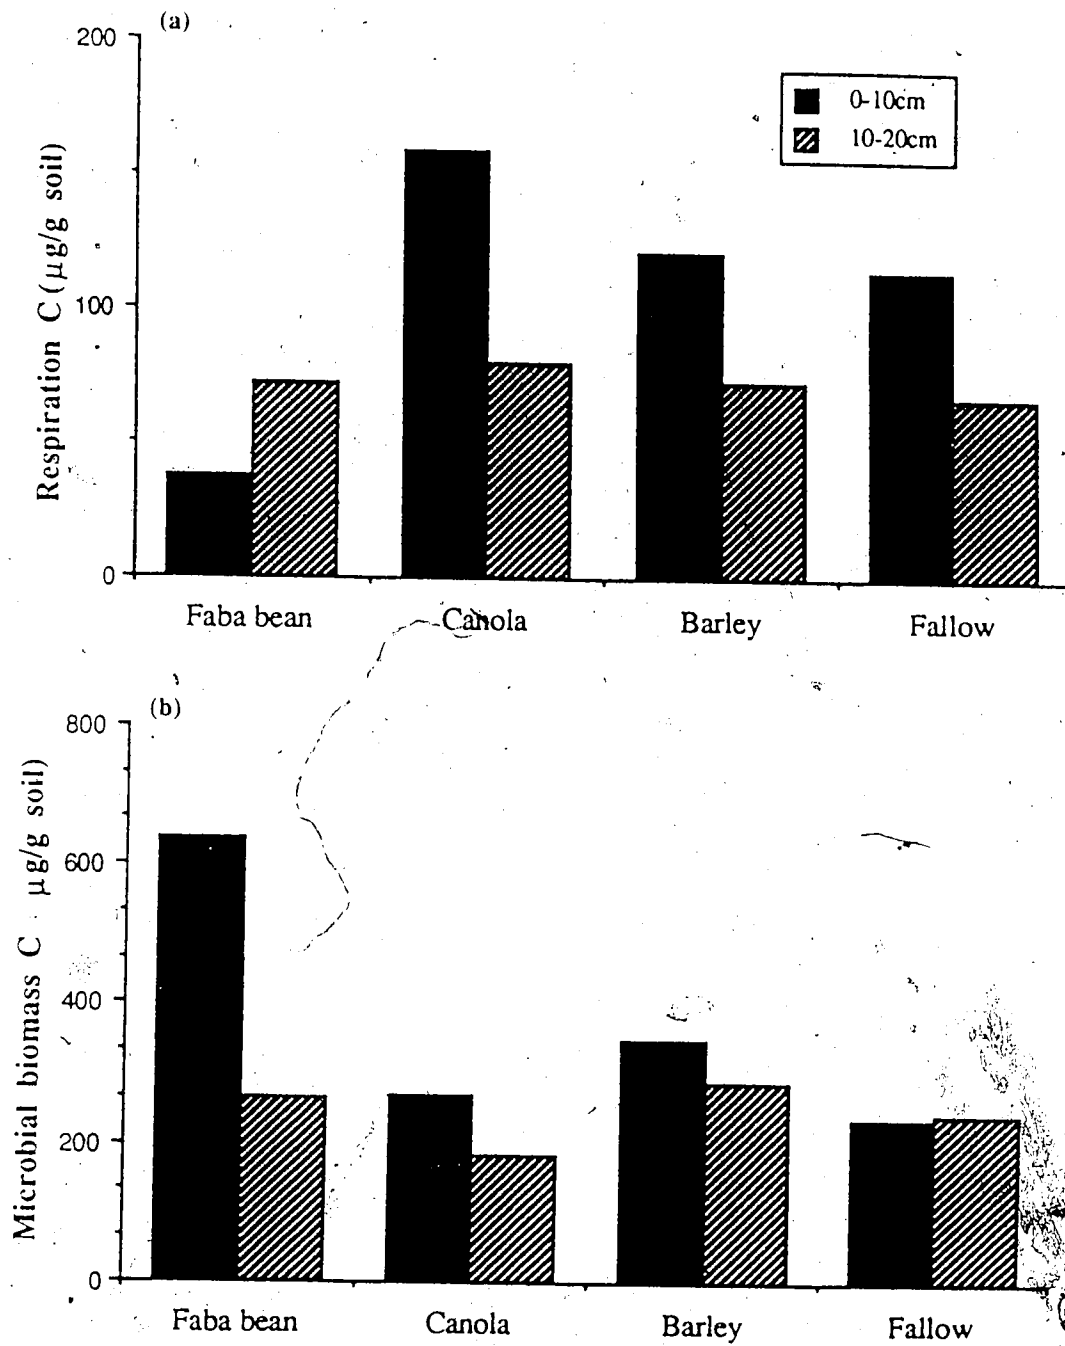 (a)
200
100
0
Respiration C (µg/g soil)
0-10cm
10-20cm
Faba bean Canola Barley Fallow
(b)
800
600
400
200
0
Microbial biomass C µg/g soil)
Faba bean Canola Barley Fallow